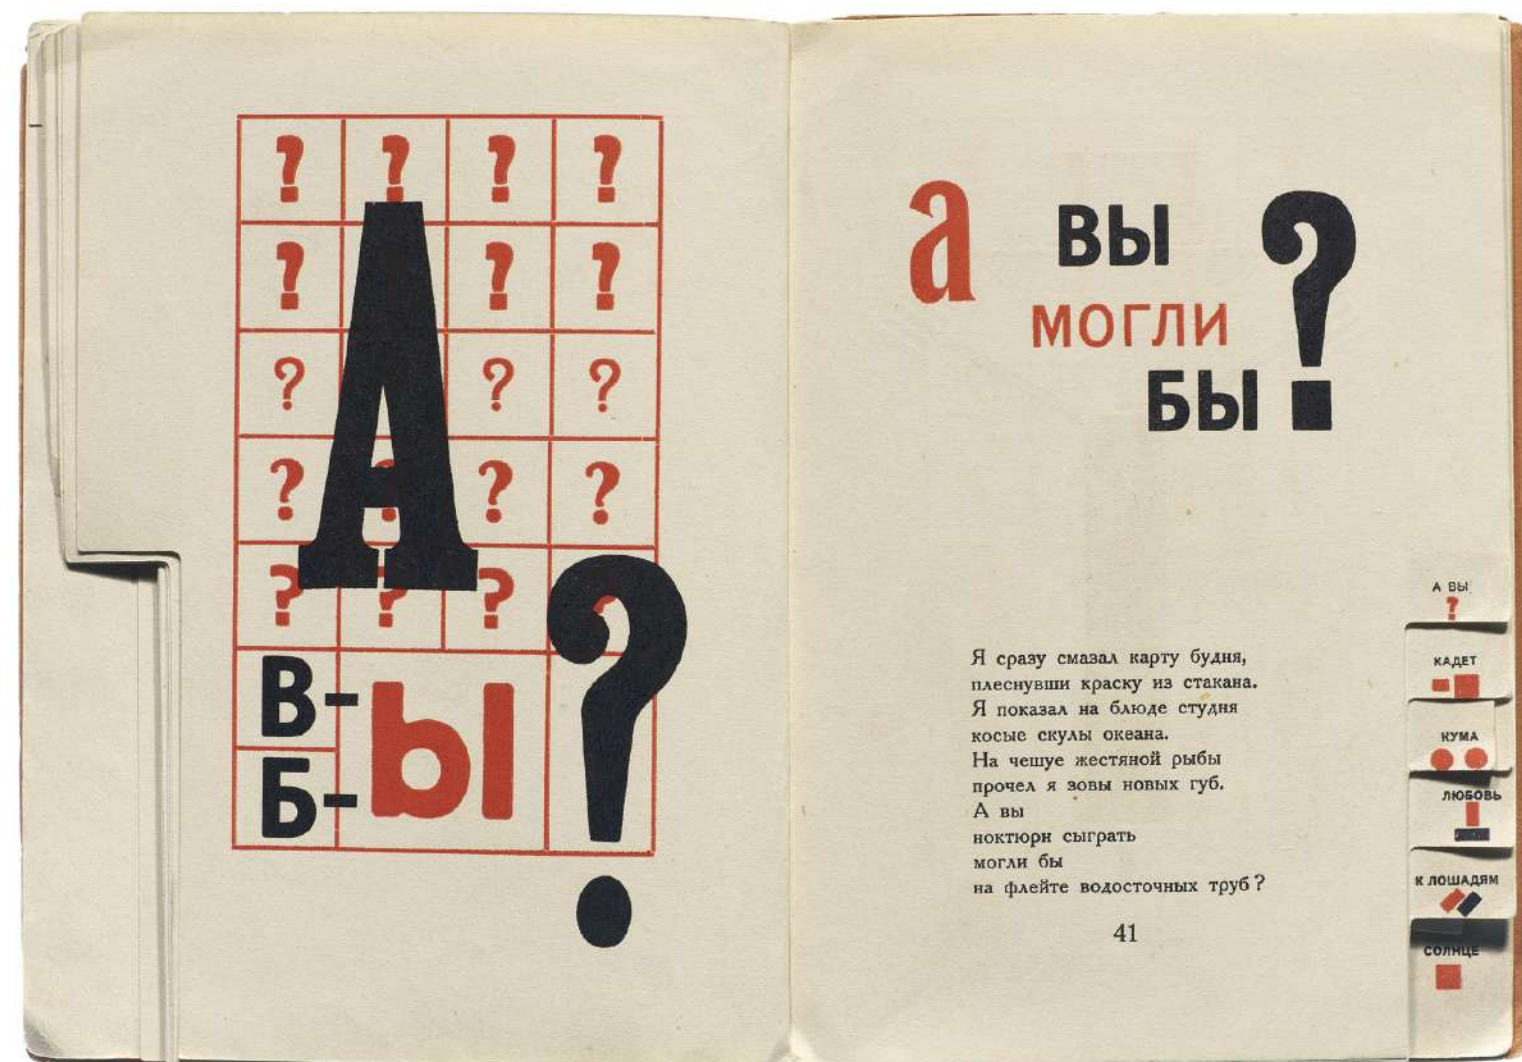 ? ? ? ?
? ? ?
? ? ?
? ? ? ?
? ? ?
А
В-
Б-
Ы
?
а вы
могли
бы
?
Я сразу смазал карту будня,
плеснувши краску из стакана.
Я показал на блюде студня
косые скулы океана.
На чешуе жестяной рыбы
прочел я зовы новых губ.
А вы
ноктюрн сыграть
могли бы
на флейте водосточных труб?
41
А ВЫ
?
КАДЕТ
КУМА
ЛЮБОВЬ
К ЛОШАДЯМ
СОЛНЦЕ